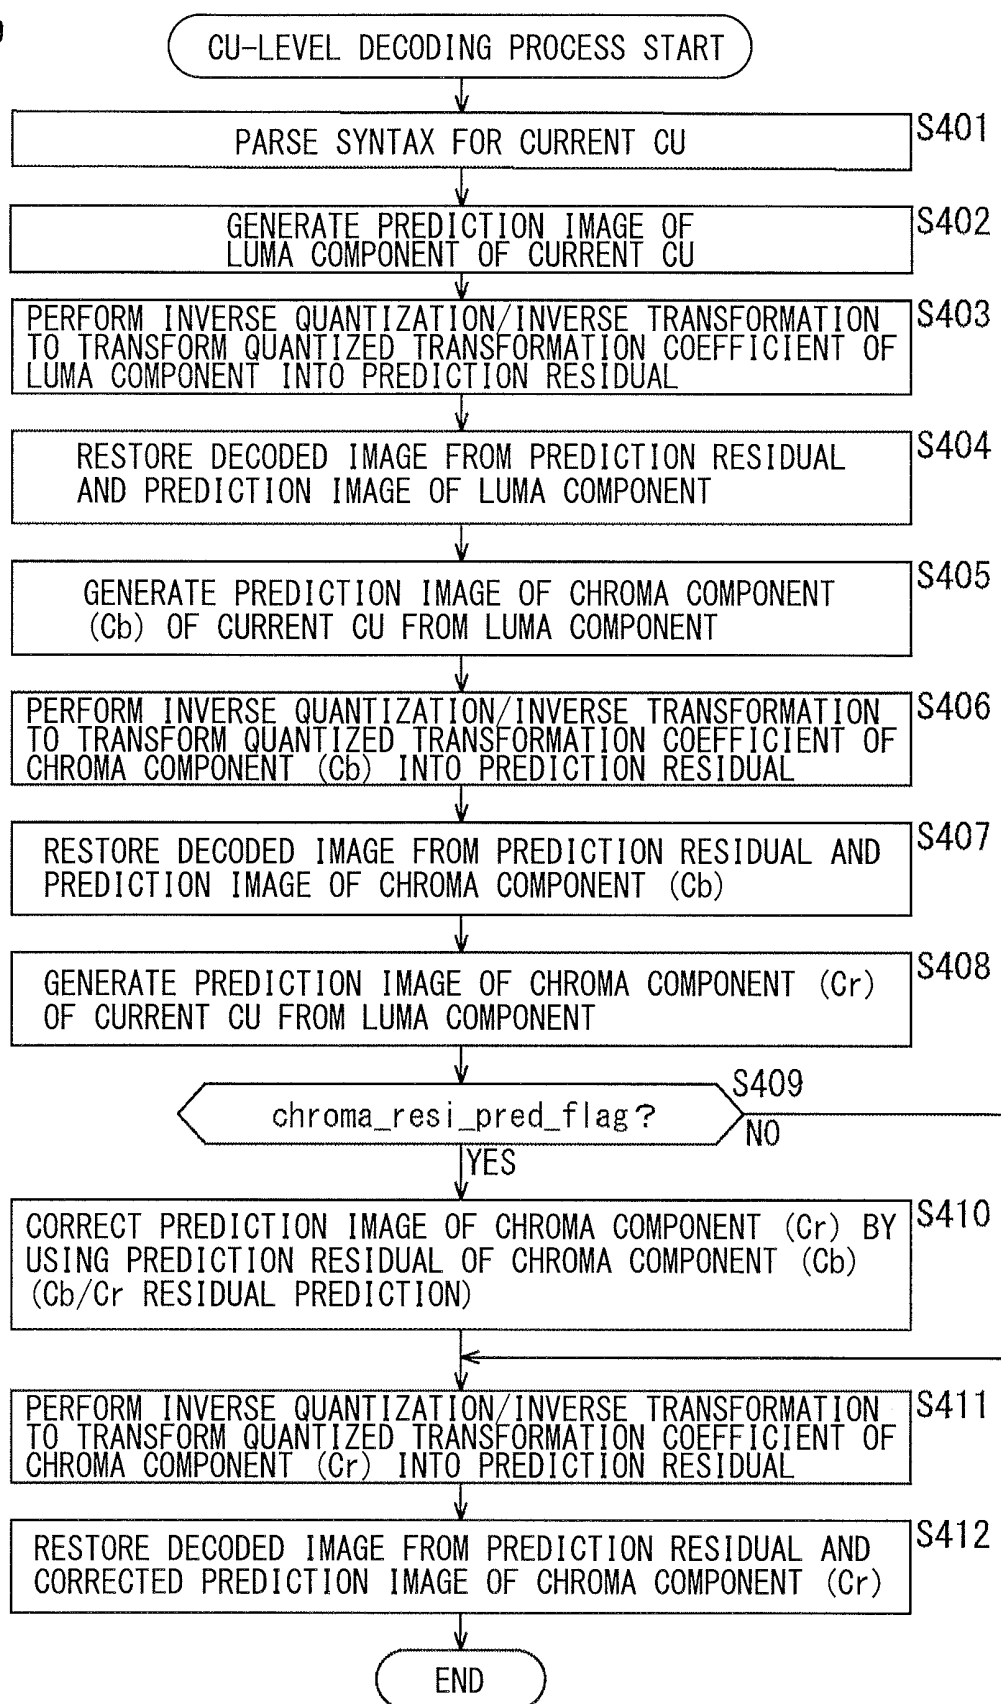 CU-LEVEL DECODING PROCESS START
S401
PARSE SYNTAX FOR CURRENT CU
S402
GENERATE PREDICTION IMAGE OF
LUMA COMPONENT OF CURRENT CU
S403
PERFORM INVERSE QUANTIZATION/INVERSE TRANSFORMATION
TO TRANSFORM QUANTIZED TRANSFORMATION COEFFICIENT OF
LUMA COMPONENT INTO PREDICTION RESIDUAL
S404
RESTORE DECODED IMAGE FROM PREDICTION RESIDUAL
AND PREDICTION IMAGE OF LUMA COMPONENT
S405
GENERATE PREDICTION IMAGE OF CHROMA COMPONENT
(Cb) OF CURRENT CU FROM LUMA COMPONENT
S406
PERFORM INVERSE QUANTIZATION/INVERSE TRANSFORMATION
TO TRANSFORM QUANTIZED TRANSFORMATION COEFFICIENT OF
CHROMA COMPONENT (Cb) INTO PREDICTION RESIDUAL
S407
RESTORE DECODED IMAGE FROM PREDICTION RESIDUAL AND
PREDICTION IMAGE OF CHROMA COMPONENT (Cb)
S408
GENERATE PREDICTION IMAGE OF CHROMA COMPONENT (Cr)
OF CURRENT CU FROM LUMA COMPONENT
S409
chroma_resi_pred_flag?
NO
YES
S410
CORRECT PREDICTION IMAGE OF CHROMA COMPONENT (Cr) BY
USING PREDICTION RESIDUAL OF CHROMA COMPONENT (Cb)
(Cb/Cr RESIDUAL PREDICTION)
S411
PERFORM INVERSE QUANTIZATION/INVERSE TRANSFORMATION
TO TRANSFORM QUANTIZED TRANSFORMATION COEFFICIENT OF
CHROMA COMPONENT (Cr) INTO PREDICTION RESIDUAL
S412
RESTORE DECODED IMAGE FROM PREDICTION RESIDUAL AND
CORRECTED PREDICTION IMAGE OF CHROMA COMPONENT (Cr)
END